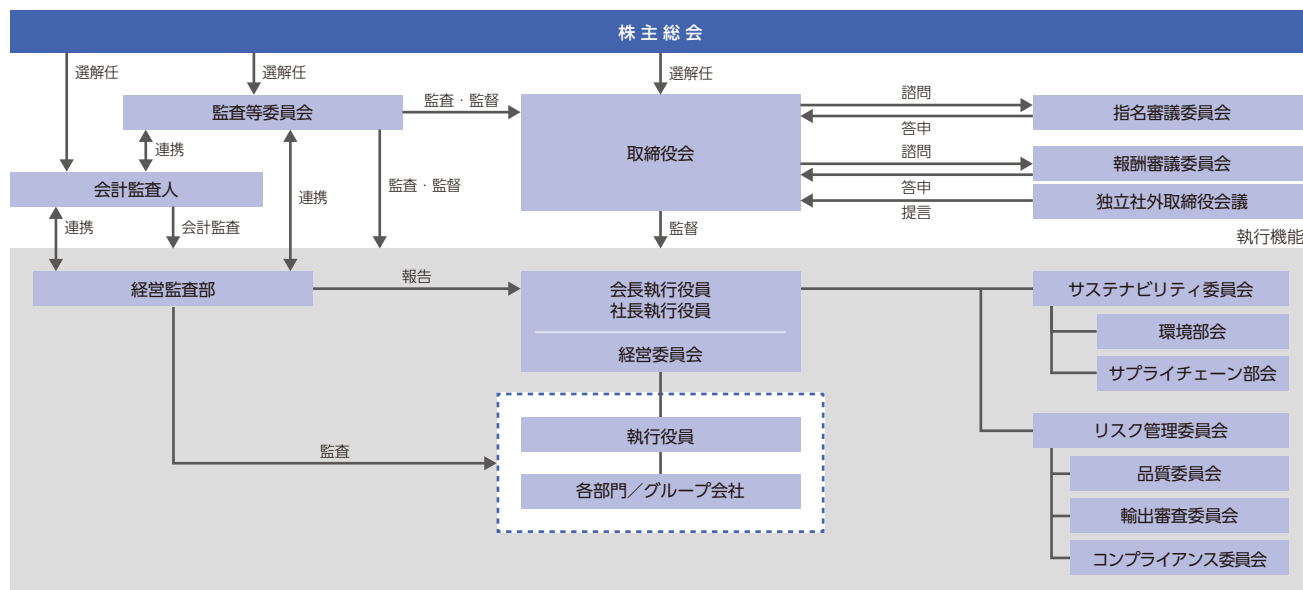 株主総会
選解任
選解任
選解任
監査等委員会
監査・監督
取締役会
諮問
答申
指名審議委員会
連携
諮問
報酬審議委員会
会計監査人
連携
監査・監督
答申
独立社外取締役会議
提言
連携
会計監査
監督
執行機能
経営監査部
報告
会長執行役員
社長執行役員
経営委員会
サステナビリティ委員会
環境部会
サプライチェーン部会
監査
執行役員
各部門／グループ会社
リスク管理委員会
品質委員会
輸出審査委員会
コンプライアンス委員会